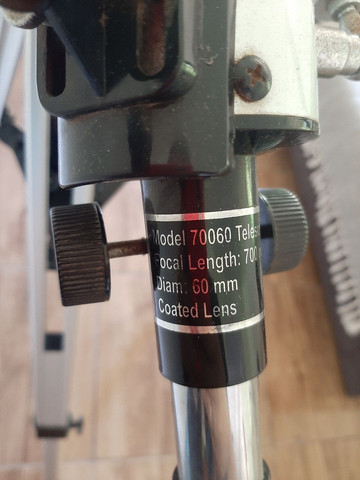 Model 70060
Focal Length: 700
Diam: 60 mm
Coated Lens